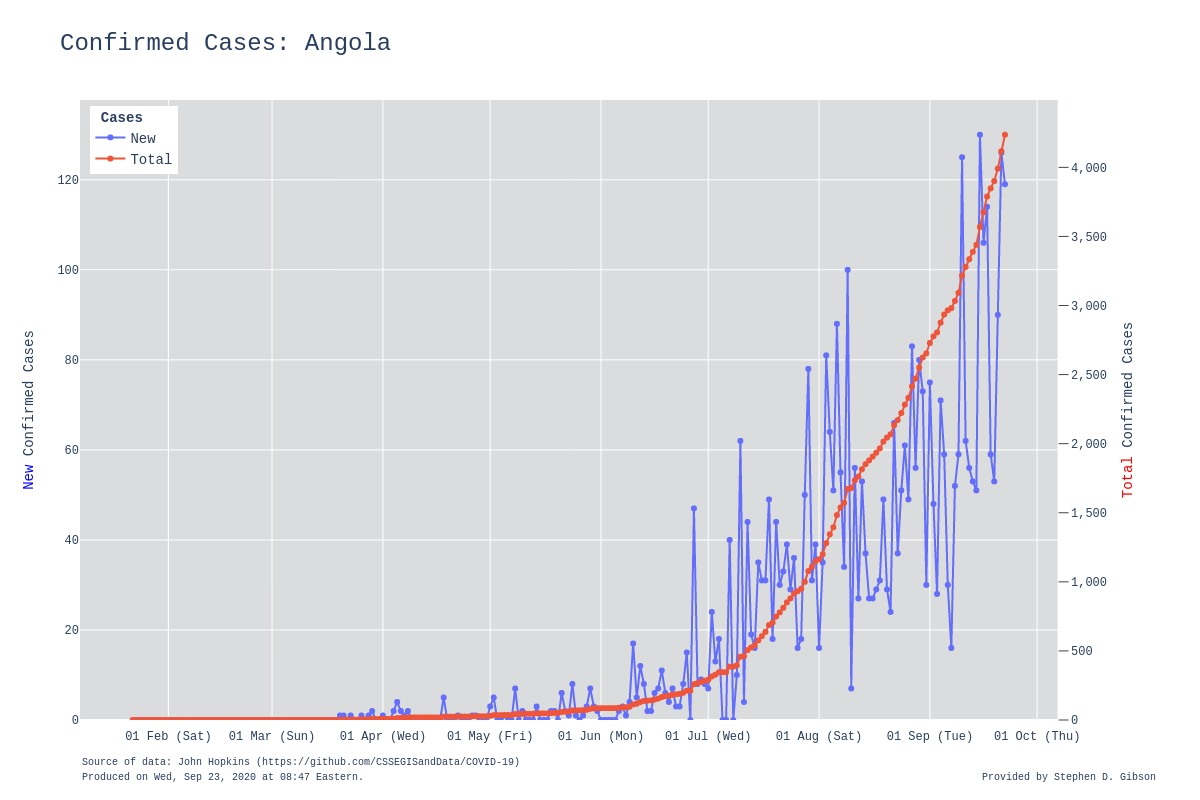 Confirmed Cases: Angola
Cases
New
Total
120
100
80
60
40
20
0
4,000
3,500
3,000
2,500
2,000
1,500
1,000
500
0
New Confirmed Cases
Total Confirmed Cases
01 Feb (Sat) 01 Mar (Sun) 01 Apr (Wed) 01 May (Fri) 01 Jun (Mon) 01 Jul (Wed) 01 Aug (Sat) 01 Sep (Tue) 01 Oct (Thu)
Source of data: John Hopkins (https://github.com/CSSEGISandData/COVID-19)
Produced on Wed, Sep 23, 2020 at 08:47 Eastern.
Provided by Stephen D. Gibson